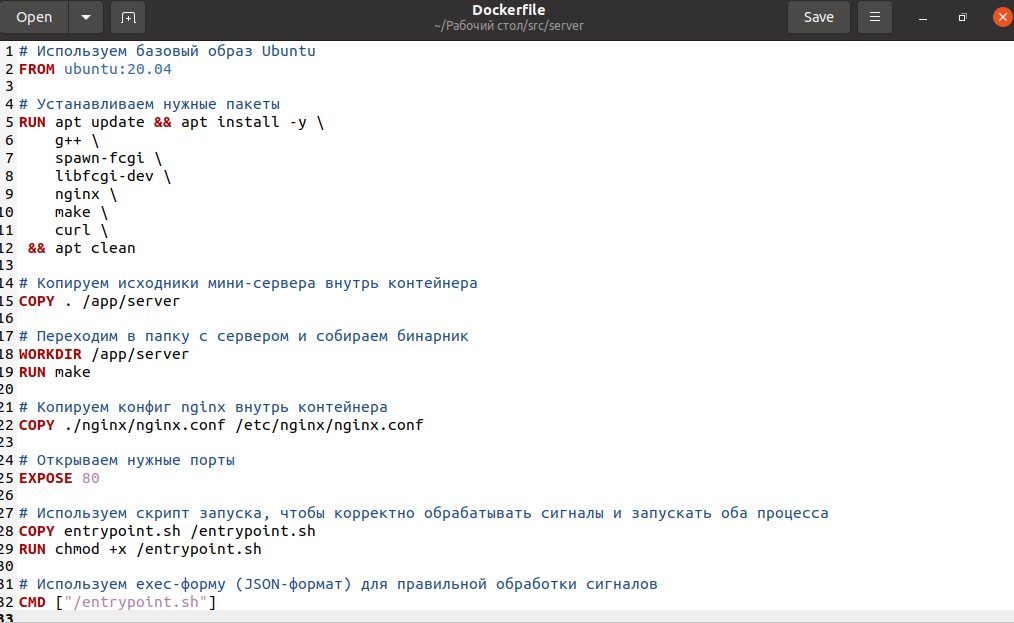 Open
Dockerfile
~/Рабочий стол/src/server
Save
1 # Используем базовый образ Ubuntu
2 FROM ubuntu:20.04
3
4 # Устанавливаем нужные пакеты
5 RUN apt update && apt install -y \
6     g++ \
7     spawn-fcgi \
8     libfcgi-dev \
9     nginx \
10     make \
11     curl \
12  && apt clean
13
14 # Копируем исходники мини-сервера внутрь контейнера
15 COPY . /app/server
16
17 # Переходим в папку с сервером и собираем бинарник
18 WORKDIR /app/server
19 RUN make
20
21 # Копируем конфиг nginx внутрь контейнера
22 COPY ./nginx/nginx.conf /etc/nginx/nginx.conf
23
24 # Открываем нужные порты
25 EXPOSE 80
26
27 # Используем скрипт запуска, чтобы корректно обрабатывать сигналы и запускать оба процесса
28 COPY entrypoint.sh /entrypoint.sh
29 RUN chmod +x /entrypoint.sh
30
31 # Используем exec-форму (JSON-формат) для правильной обработки сигналов
32 CMD ["/entrypoint.sh"]
33